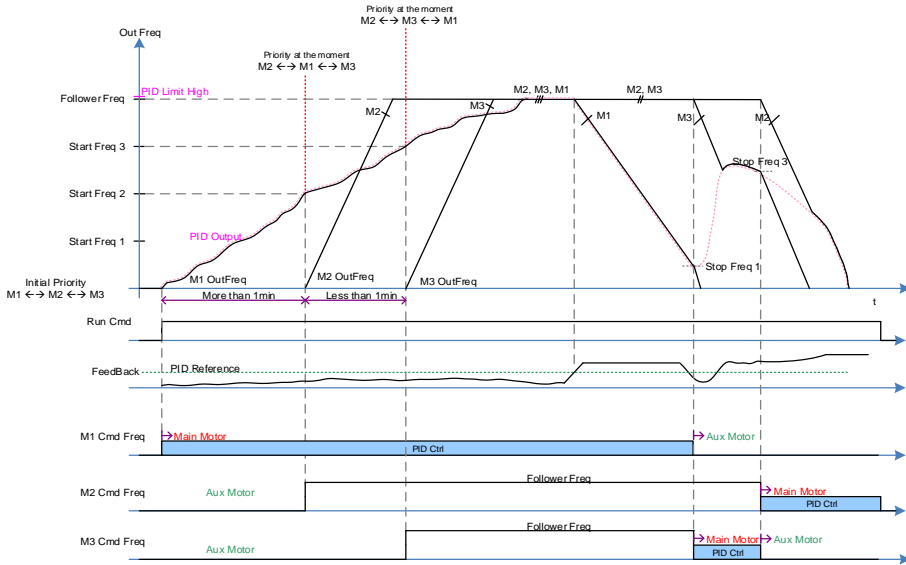 Priority at the moment
M2 ←→ M3 ←→ M1
Out Freq
Priority at the moment
M2 ←→ M1 ←→ M3
PID Limit High
Follower Freq
M2, M3, M1
M2, M3
M2
M3
M1
M3
M2
Start Freq 3
Stop Freq 3
Start Freq 2
Start Freq 1
PID Output
Stop Freq 1
Initial Priority
M1 ←→ M2 ←→ M3
M1 OutFreq
M2 OutFreq
M3 OutFreq
More than 1min
Less than 1min
t
Run Cmd
FeedBack
PID Reference
M1 Cmd Freq
Main Motor
Aux Motor
PID Ctrl
M2 Cmd Freq
Aux Motor
Follower Freq
Main Motor
PID Ctrl
M3 Cmd Freq
Aux Motor
Follower Freq
Main Motor
Aux Motor
PID Ctrl